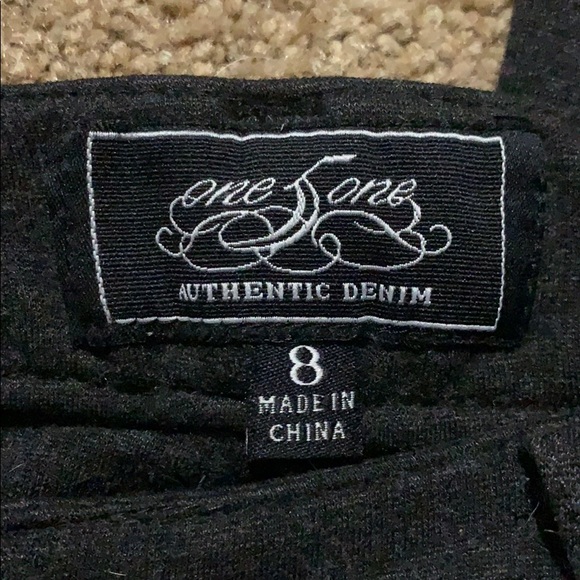 one 5 one
AUTHENTIC DENIM
8
MADE IN
CHINA